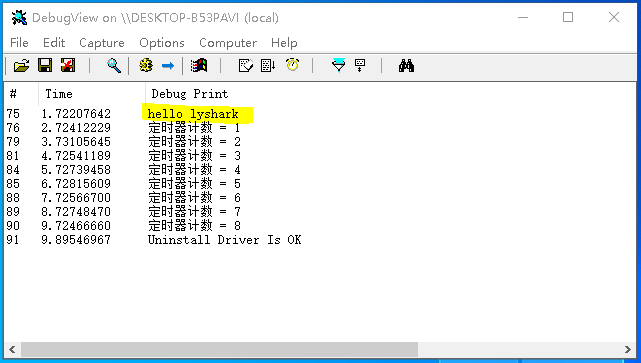 DebugView on \\DESKTOP-B53PAVI (local)
File Edit Capture Options Computer Help
# Time Debug Print
75 1.72207642 hello lyshark
76 2.72412229 定时器计数 = 1
79 3.73105645 定时器计数 = 2
81 4.72541189 定时器计数 = 3
84 5.72739458 定时器计数 = 4
85 6.72815609 定时器计数 = 5
88 7.72566700 定时器计数 = 6
89 8.72748470 定时器计数 = 7
90 9.72466660 定时器计数 = 8
91 9.89546967 Uninstall Driver Is OK